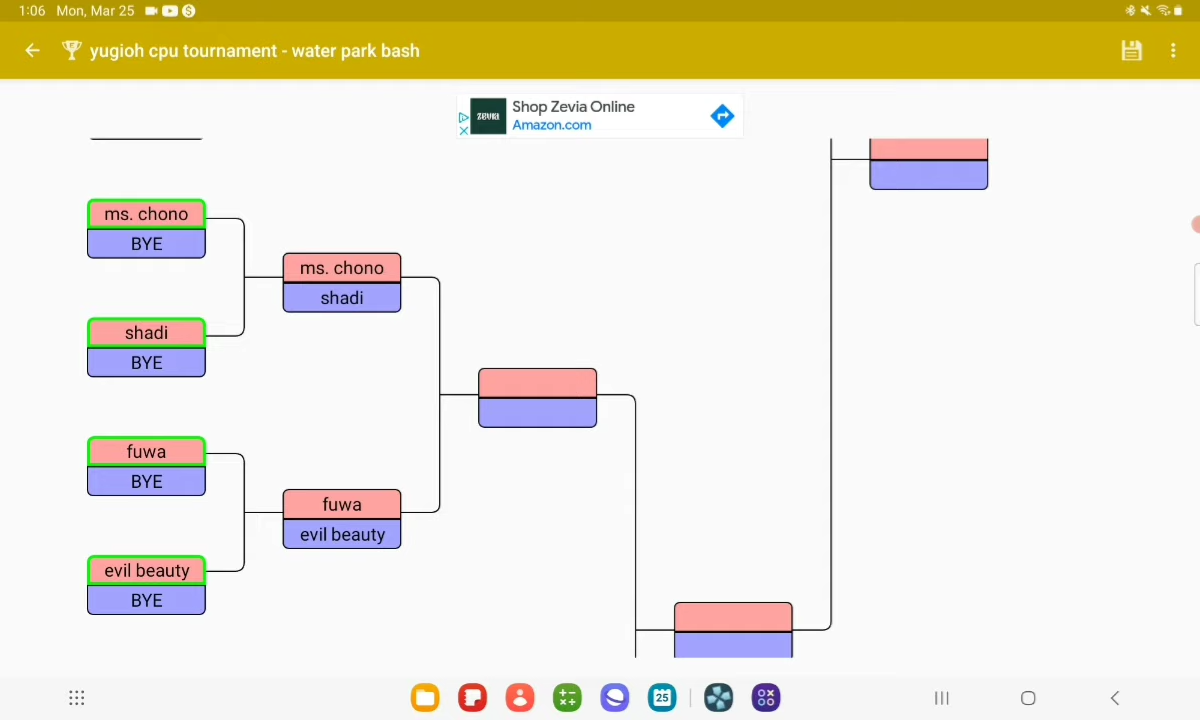 1:06 Mon, Mar 25
yugioh cpu tournament - water park bash
ZEVIA
Shop Zevia Online
Amazon.com
ms. chono
BYE
ms. chono
shadi
shadi
BYE
fuwa
BYE
fuwa
evil beauty
evil beauty
BYE
25